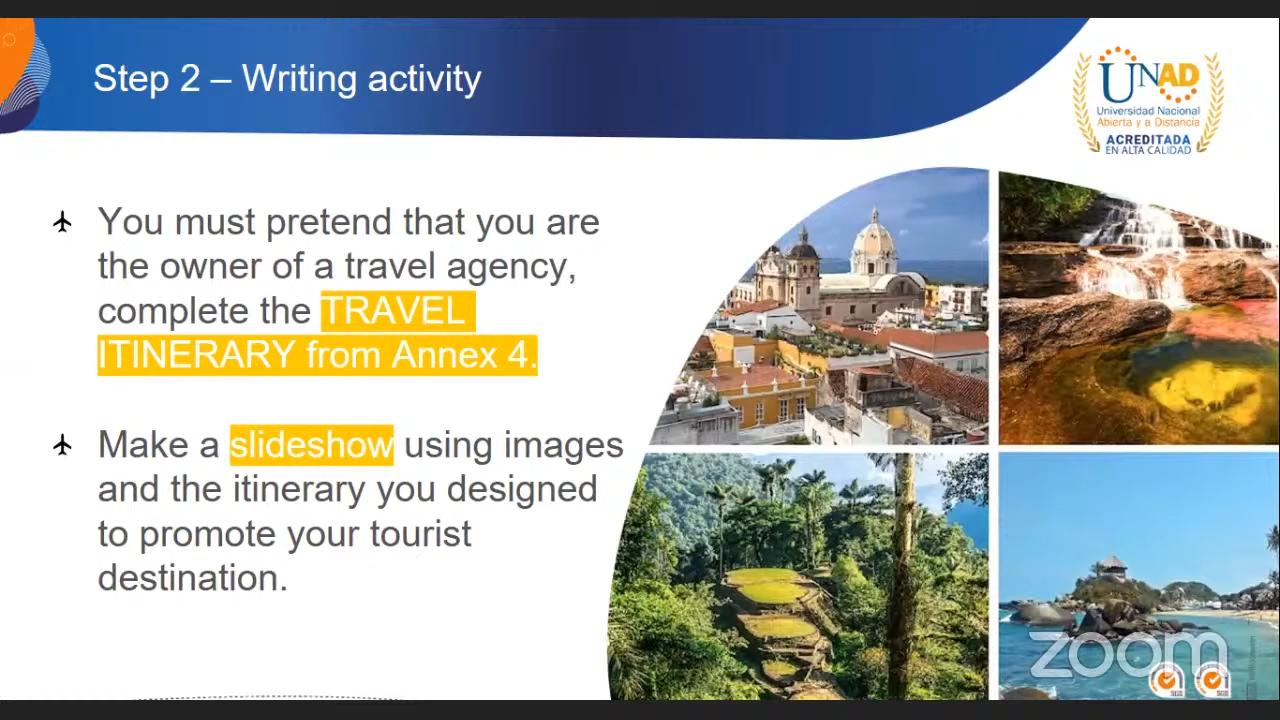 Step 2 – Writing activity
UNAD
Universidad Nacional
Abierta y a Distancia
ACREDITADA
EN ALTA CALIDAD
You must pretend that you are
the owner of a travel agency,
complete the TRAVEL
ITINERARY from Annex 4.
Make a slideshow using images
and the itinerary you designed
to promote your tourist
destination.
zoom